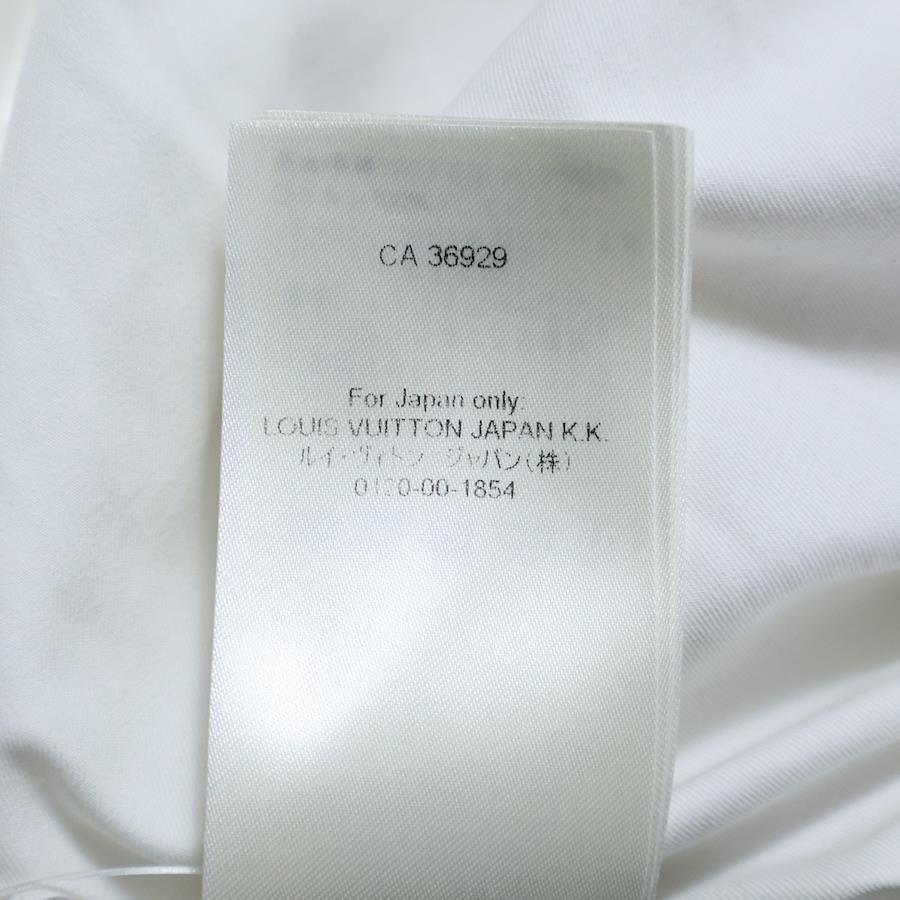 CA 36929
For Japan only:
LOUIS VUITTON JAPAN K.K.
ルイ・ヴィトン ジャパン(株)
0120-00-1854